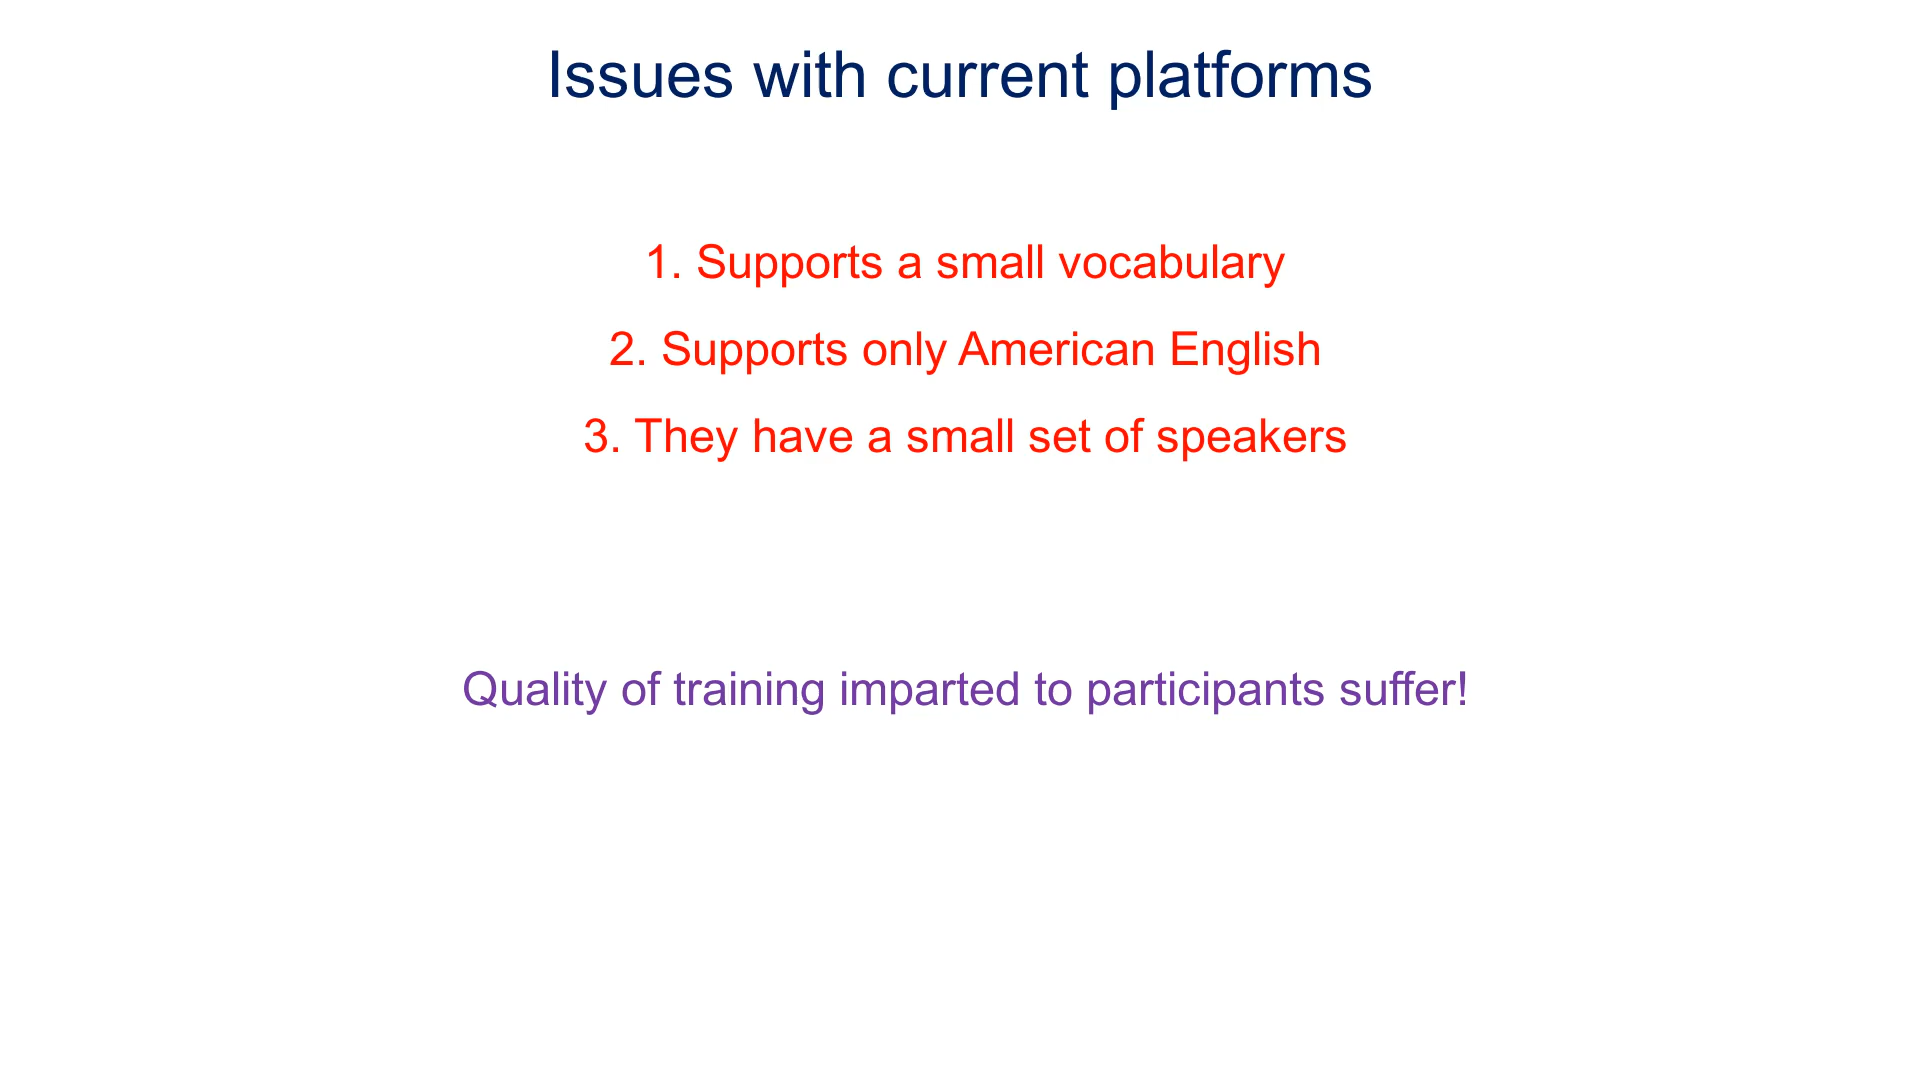 Issues with current platforms
1. Supports a small vocabulary
2. Supports only American English
3. They have a small set of speakers
Quality of training imparted to participants suffer!